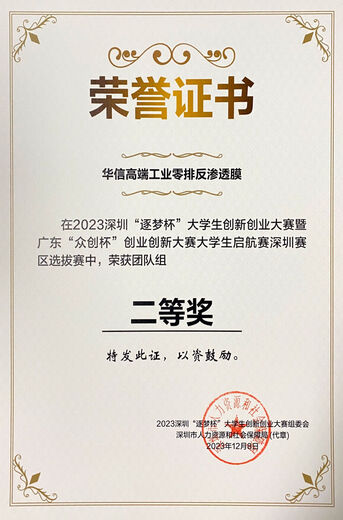 荣誉证书
华信高端工业零排反渗透膜
在2023深圳“逐梦杯”大学生创新创业大赛暨
广东“众创杯”创业创新大赛大学生启航赛深圳赛
区选拔赛中，荣获团队组
二等奖
特发此证，以资鼓励。
2023深圳“逐梦杯”大学生创新创业大赛组委会
深圳市人力资源和社会保障局(代章)
2023年12月8日